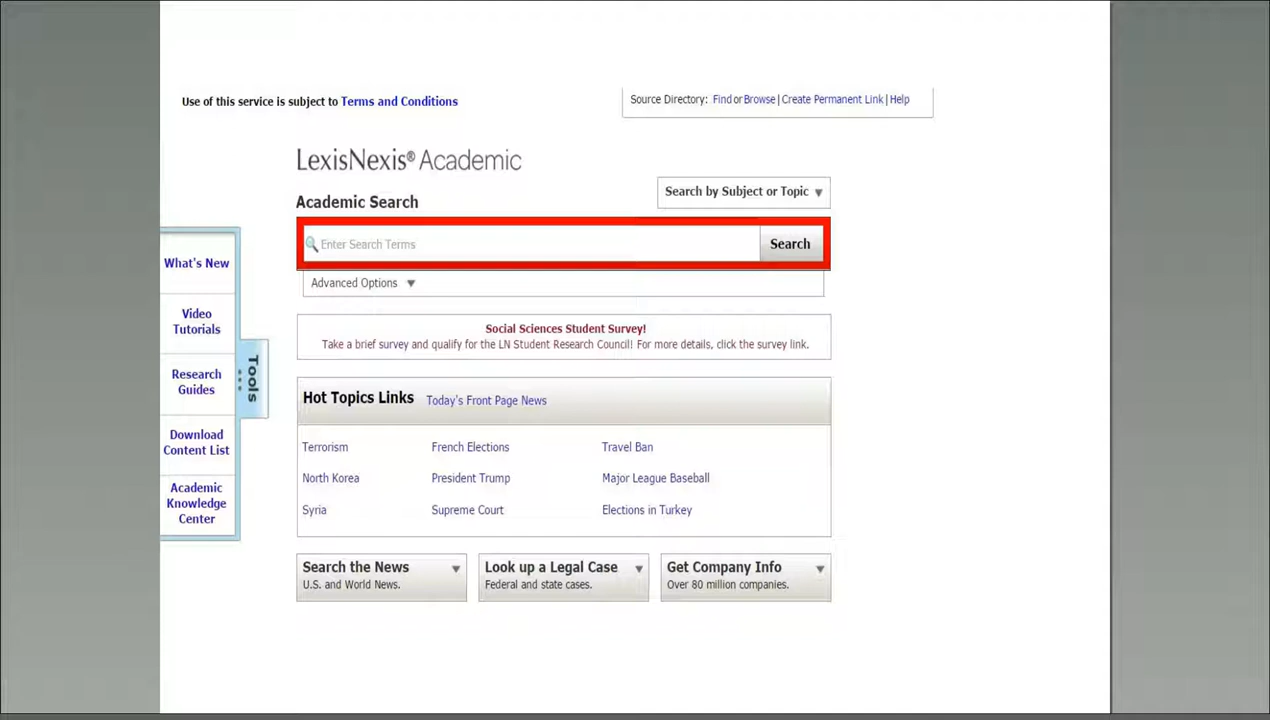 Use of this service is subject to Terms and Conditions
Source Directory: Find or Browse | Create Permanent Link | Help
LexisNexis® Academic
Search by Subject or Topic
Academic Search
Enter Search Terms
Search
Advanced Options
What's New
Video
Tutorials
Research
Guides
Download
Content List
Academic
Knowledge
Center
Tools
Social Sciences Student Survey!
Take a brief survey and qualify for the LN Student Research Council! For more details, click the survey link.
Hot Topics Links Today's Front Page News
Terrorism French Elections Travel Ban
North Korea President Trump Major League Baseball
Syria Supreme Court Elections in Turkey
Search the News
U.S. and World News.
Look up a Legal Case
Federal and state cases.
Get Company Info
Over 80 million companies.